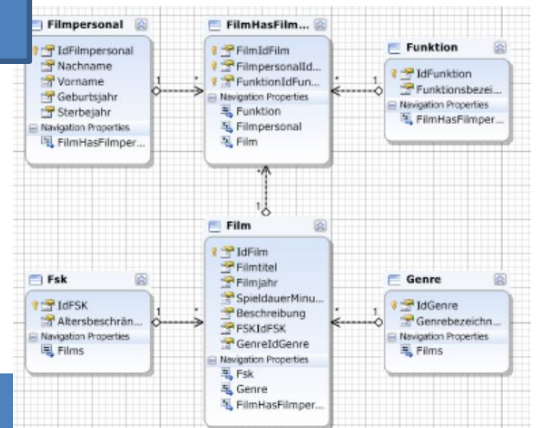 Filmpersonal
IdFilmpersonal
Nachname
Vorname
Geburtsjahr
Sterbejahr
Navigation Properties
FilmHasFilmper...
FilmHasFilm...
FilmIdFilm
FilmpersonalId...
FunktionIdFun...
Navigation Properties
Funktion
Filmpersonal
Film
Funktion
IdFunktion
Funktionsbezei...
Navigation Properties
FilmHasFilmper...
1
*
*
1
*
1
Fsk
IdFSK
Altersbeschrän...
Navigation Properties
Films
Film
IdFilm
Filmtitel
Filmjahr
SpieldauerMinu...
Beschreibung
FSKIdFSK
GenreIdGenre
Navigation Properties
Fsk
Genre
FilmHasFilmper...
Genre
IdGenre
Genrebezeichn...
Navigation Properties
Films
1
*
*
1